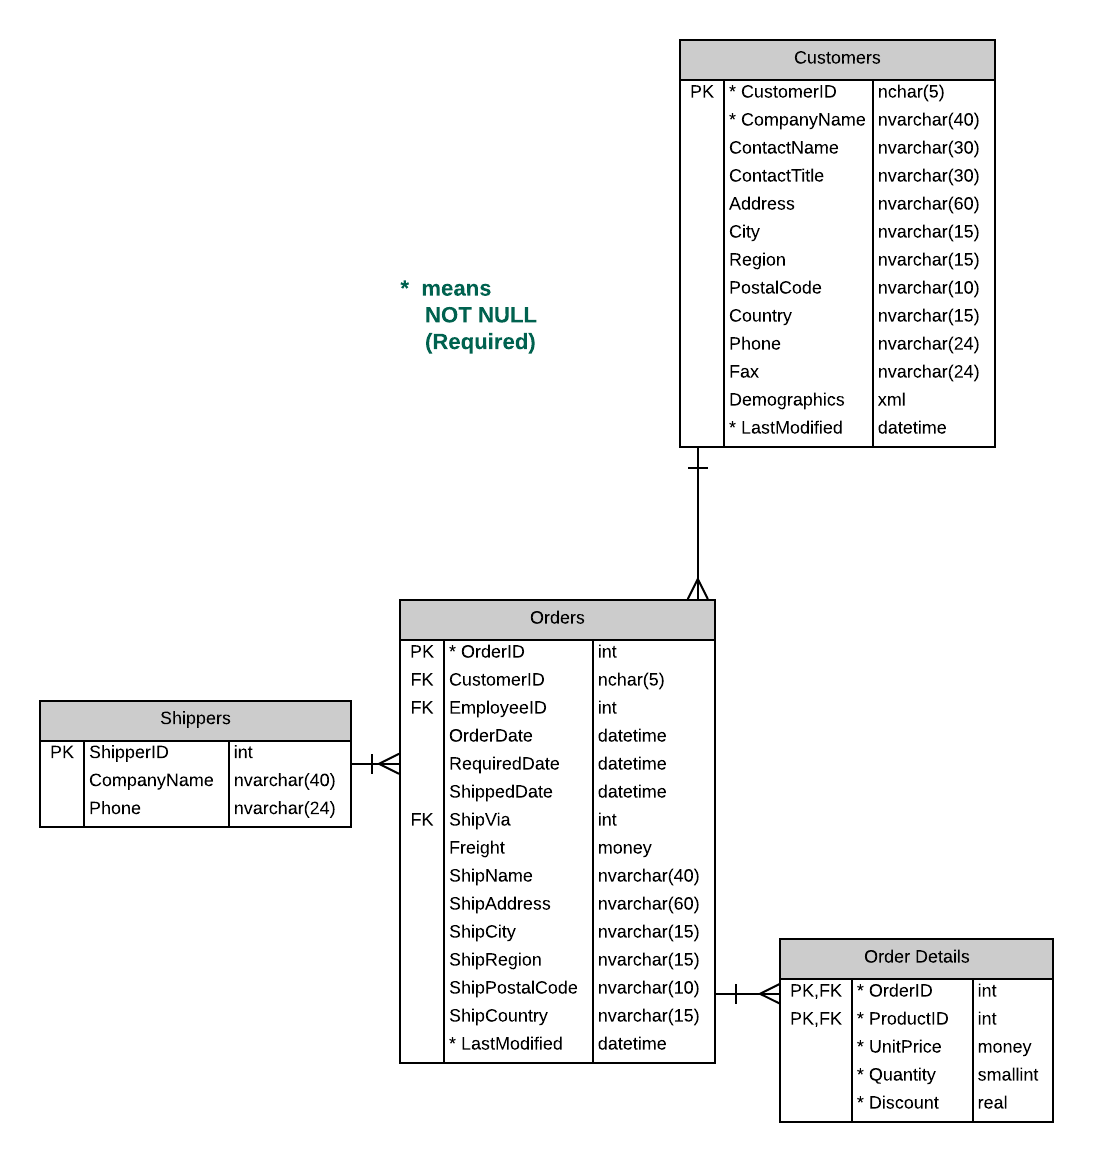 Customers
PK * CustomerID nchar(5)
* CompanyName nvarchar(40)
ContactName nvarchar(30)
ContactTitle nvarchar(30)
Address nvarchar(60)
City nvarchar(15)
Region nvarchar(15)
PostalCode nvarchar(10)
Country nvarchar(15)
Phone nvarchar(24)
Fax nvarchar(24)
Demographics xml
* LastModified datetime
* means
NOT NULL
(Required)
Orders
PK * OrderID int
FK CustomerID nchar(5)
FK EmployeeID int
OrderDate datetime
RequiredDate datetime
ShippedDate datetime
FK ShipVia int
Freight money
ShipName nvarchar(40)
ShipAddress nvarchar(60)
ShipCity nvarchar(15)
ShipRegion nvarchar(15)
ShipPostalCode nvarchar(10)
ShipCountry nvarchar(15)
* LastModified datetime
Shippers
PK ShipperID int
CompanyName nvarchar(40)
Phone nvarchar(24)
Order Details
PK,FK * OrderID int
PK,FK * ProductID int
* UnitPrice money
* Quantity smallint
* Discount real